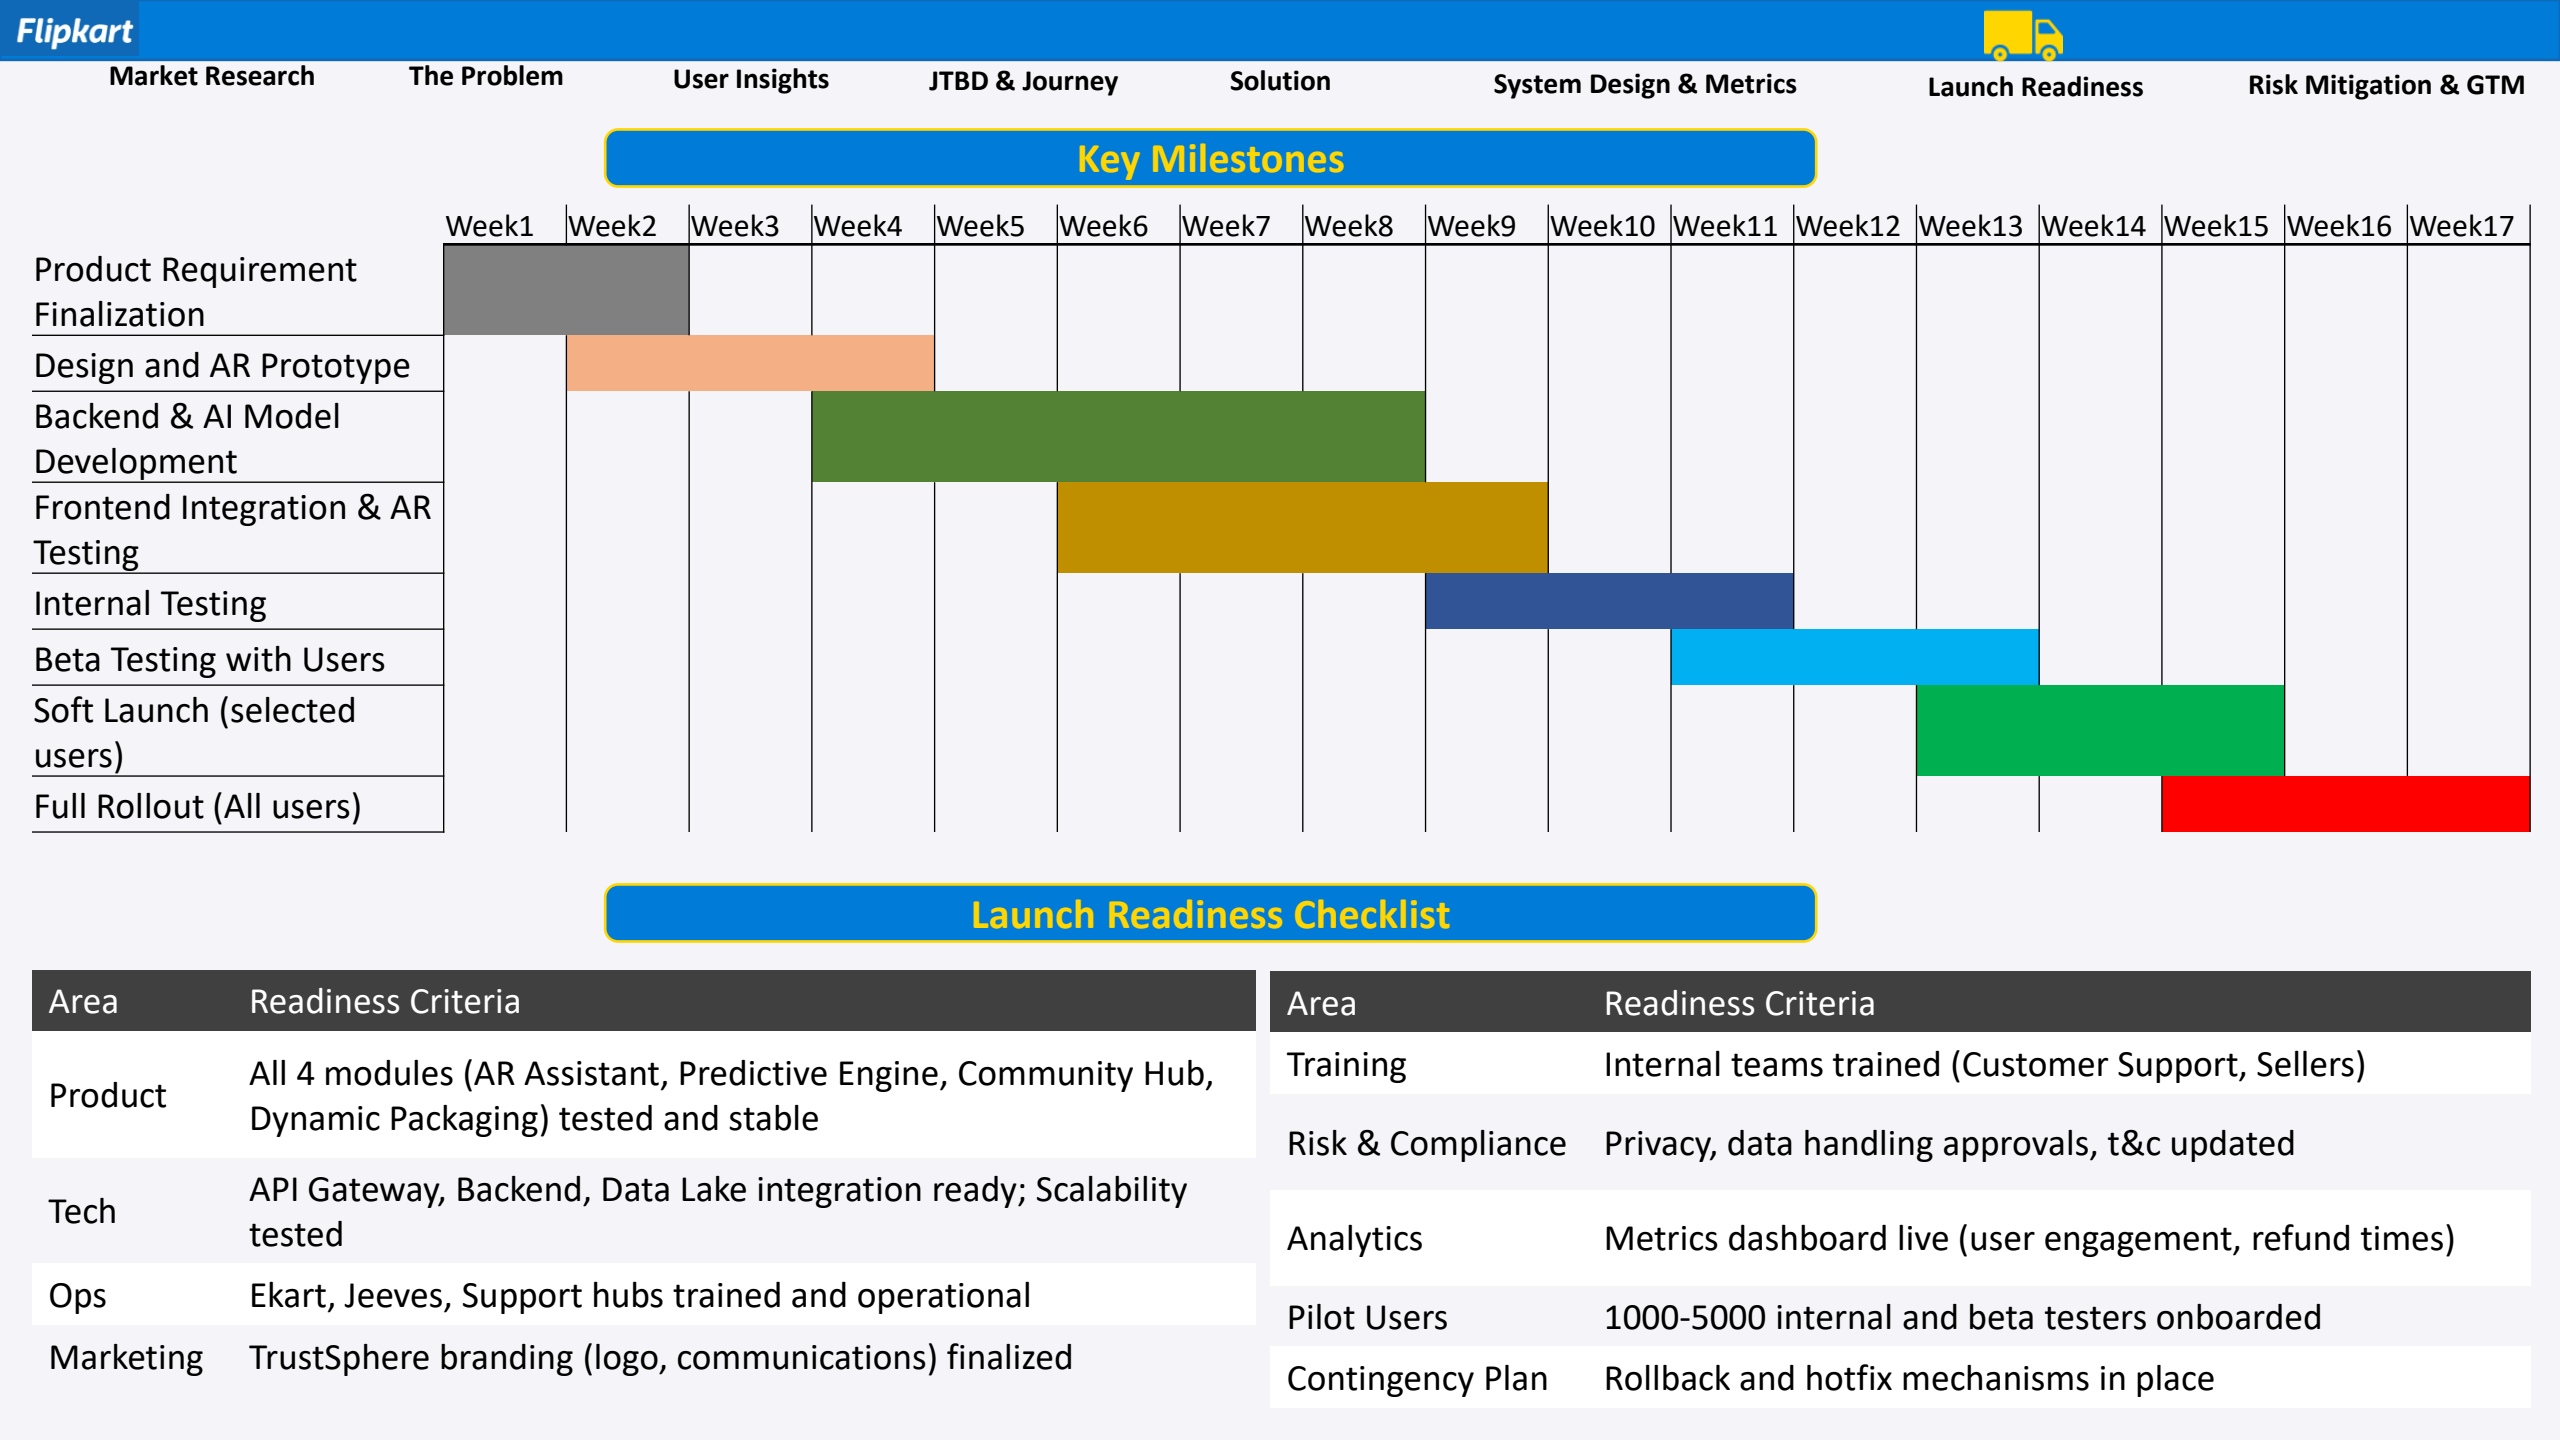 Flipkart
Market Research
The Problem
User Insights
JTBD & Journey
Solution
System Design & Metrics
Launch Readiness
Risk Mitigation & GTM
Key Milestones
Week1 Week2 Week3 Week4 Week5 Week6 Week7 Week8 Week9 Week10 Week11 Week12 Week13 Week14 Week15 Week16 Week17
Product Requirement
Finalization
Design and AR Prototype
Backend & AI Model
Development
Frontend Integration & AR
Testing
Internal Testing
Beta Testing with Users
Soft Launch (selected
users)
Full Rollout (All users)
Launch Readiness Checklist
Area Readiness Criteria
Product
All 4 modules (AR Assistant, Predictive Engine, Community Hub,
Dynamic Packaging) tested and stable
Tech
API Gateway, Backend, Data Lake integration ready; Scalability
tested
Ops Ekart, Jeeves, Support hubs trained and operational
Marketing TrustSphere branding (logo, communications) finalized
Area Readiness Criteria
Training Internal teams trained (Customer Support, Sellers)
Risk & Compliance Privacy, data handling approvals, t&c updated
Analytics Metrics dashboard live (user engagement, refund times)
Pilot Users 1000-5000 internal and beta testers onboarded
Contingency Plan Rollback and hotfix mechanisms in place